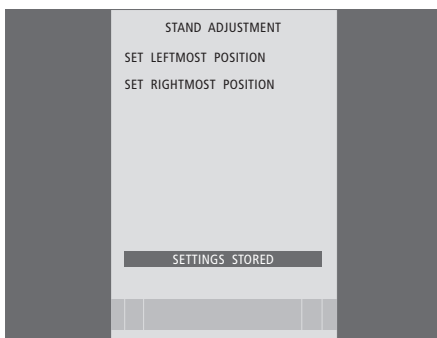 STAND ADJUSTMENT
SET LEFTMOST POSITION
SET RIGHTMOST POSITION
SETTINGS STORED